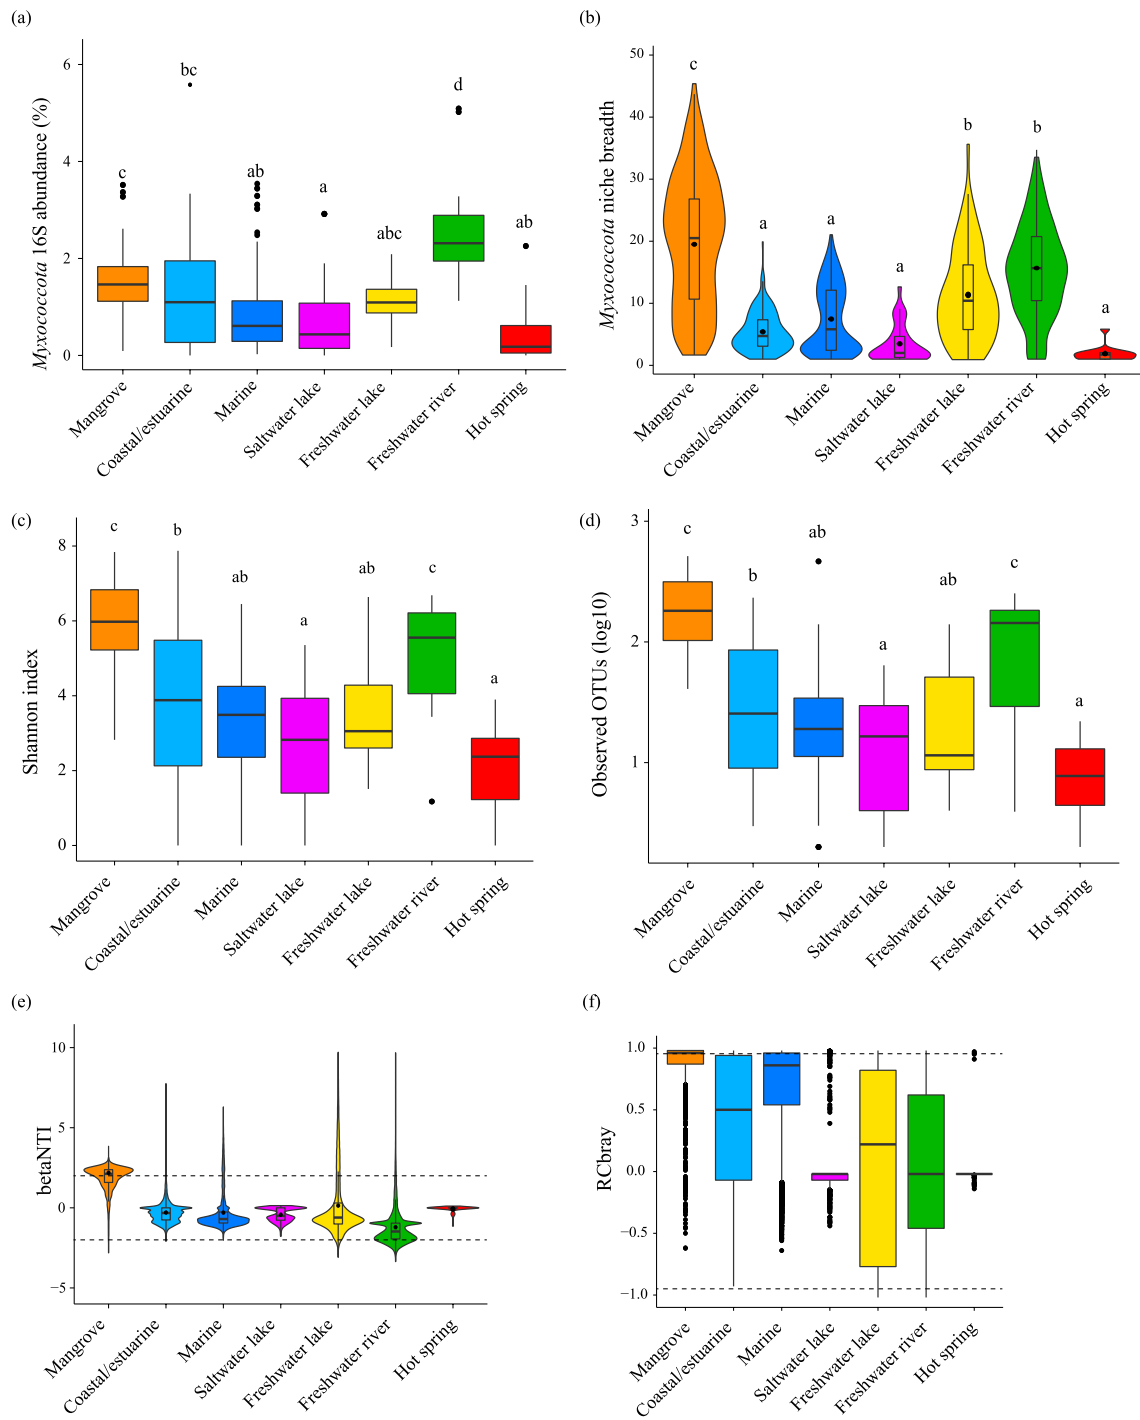 (a)
Myxococcota 16S abundance (%)
6
4
2
0
c
bc
ab
a
abc
d
ab
Mangrove
Coastal/estuarine
Marine
Saltwater lake
Freshwater lake
Freshwater river
Hot spring
(b)
Myxococcota niche breadth
50
40
30
20
10
0
c
a
a
a
b
b
a
Mangrove
Coastal/estuarine
Marine
Saltwater lake
Freshwater lake
Freshwater river
Hot spring
(c)
Shannon index
8
6
4
2
0
c
b
ab
a
ab
c
a
Mangrove
Coastal/estuarine
Marine
Saltwater lake
Freshwater lake
Freshwater river
Hot spring
(d)
Observed OTUs (log10)
3
2
1
c
b
ab
a
ab
c
a
Mangrove
Coastal/estuarine
Marine
Saltwater lake
Freshwater lake
Freshwater river
Hot spring
(e)
betaNTI
10
5
0
−5
Mangrove
Coastal/estuarine
Marine
Saltwater lake
Freshwater lake
Freshwater river
Hot spring
(f)
RCbray
1.0
0.5
0.0
−0.5
−1.0
Mangrove
Coastal/estuarine
Marine
Saltwater lake
Freshwater lake
Freshwater river
Hot spring